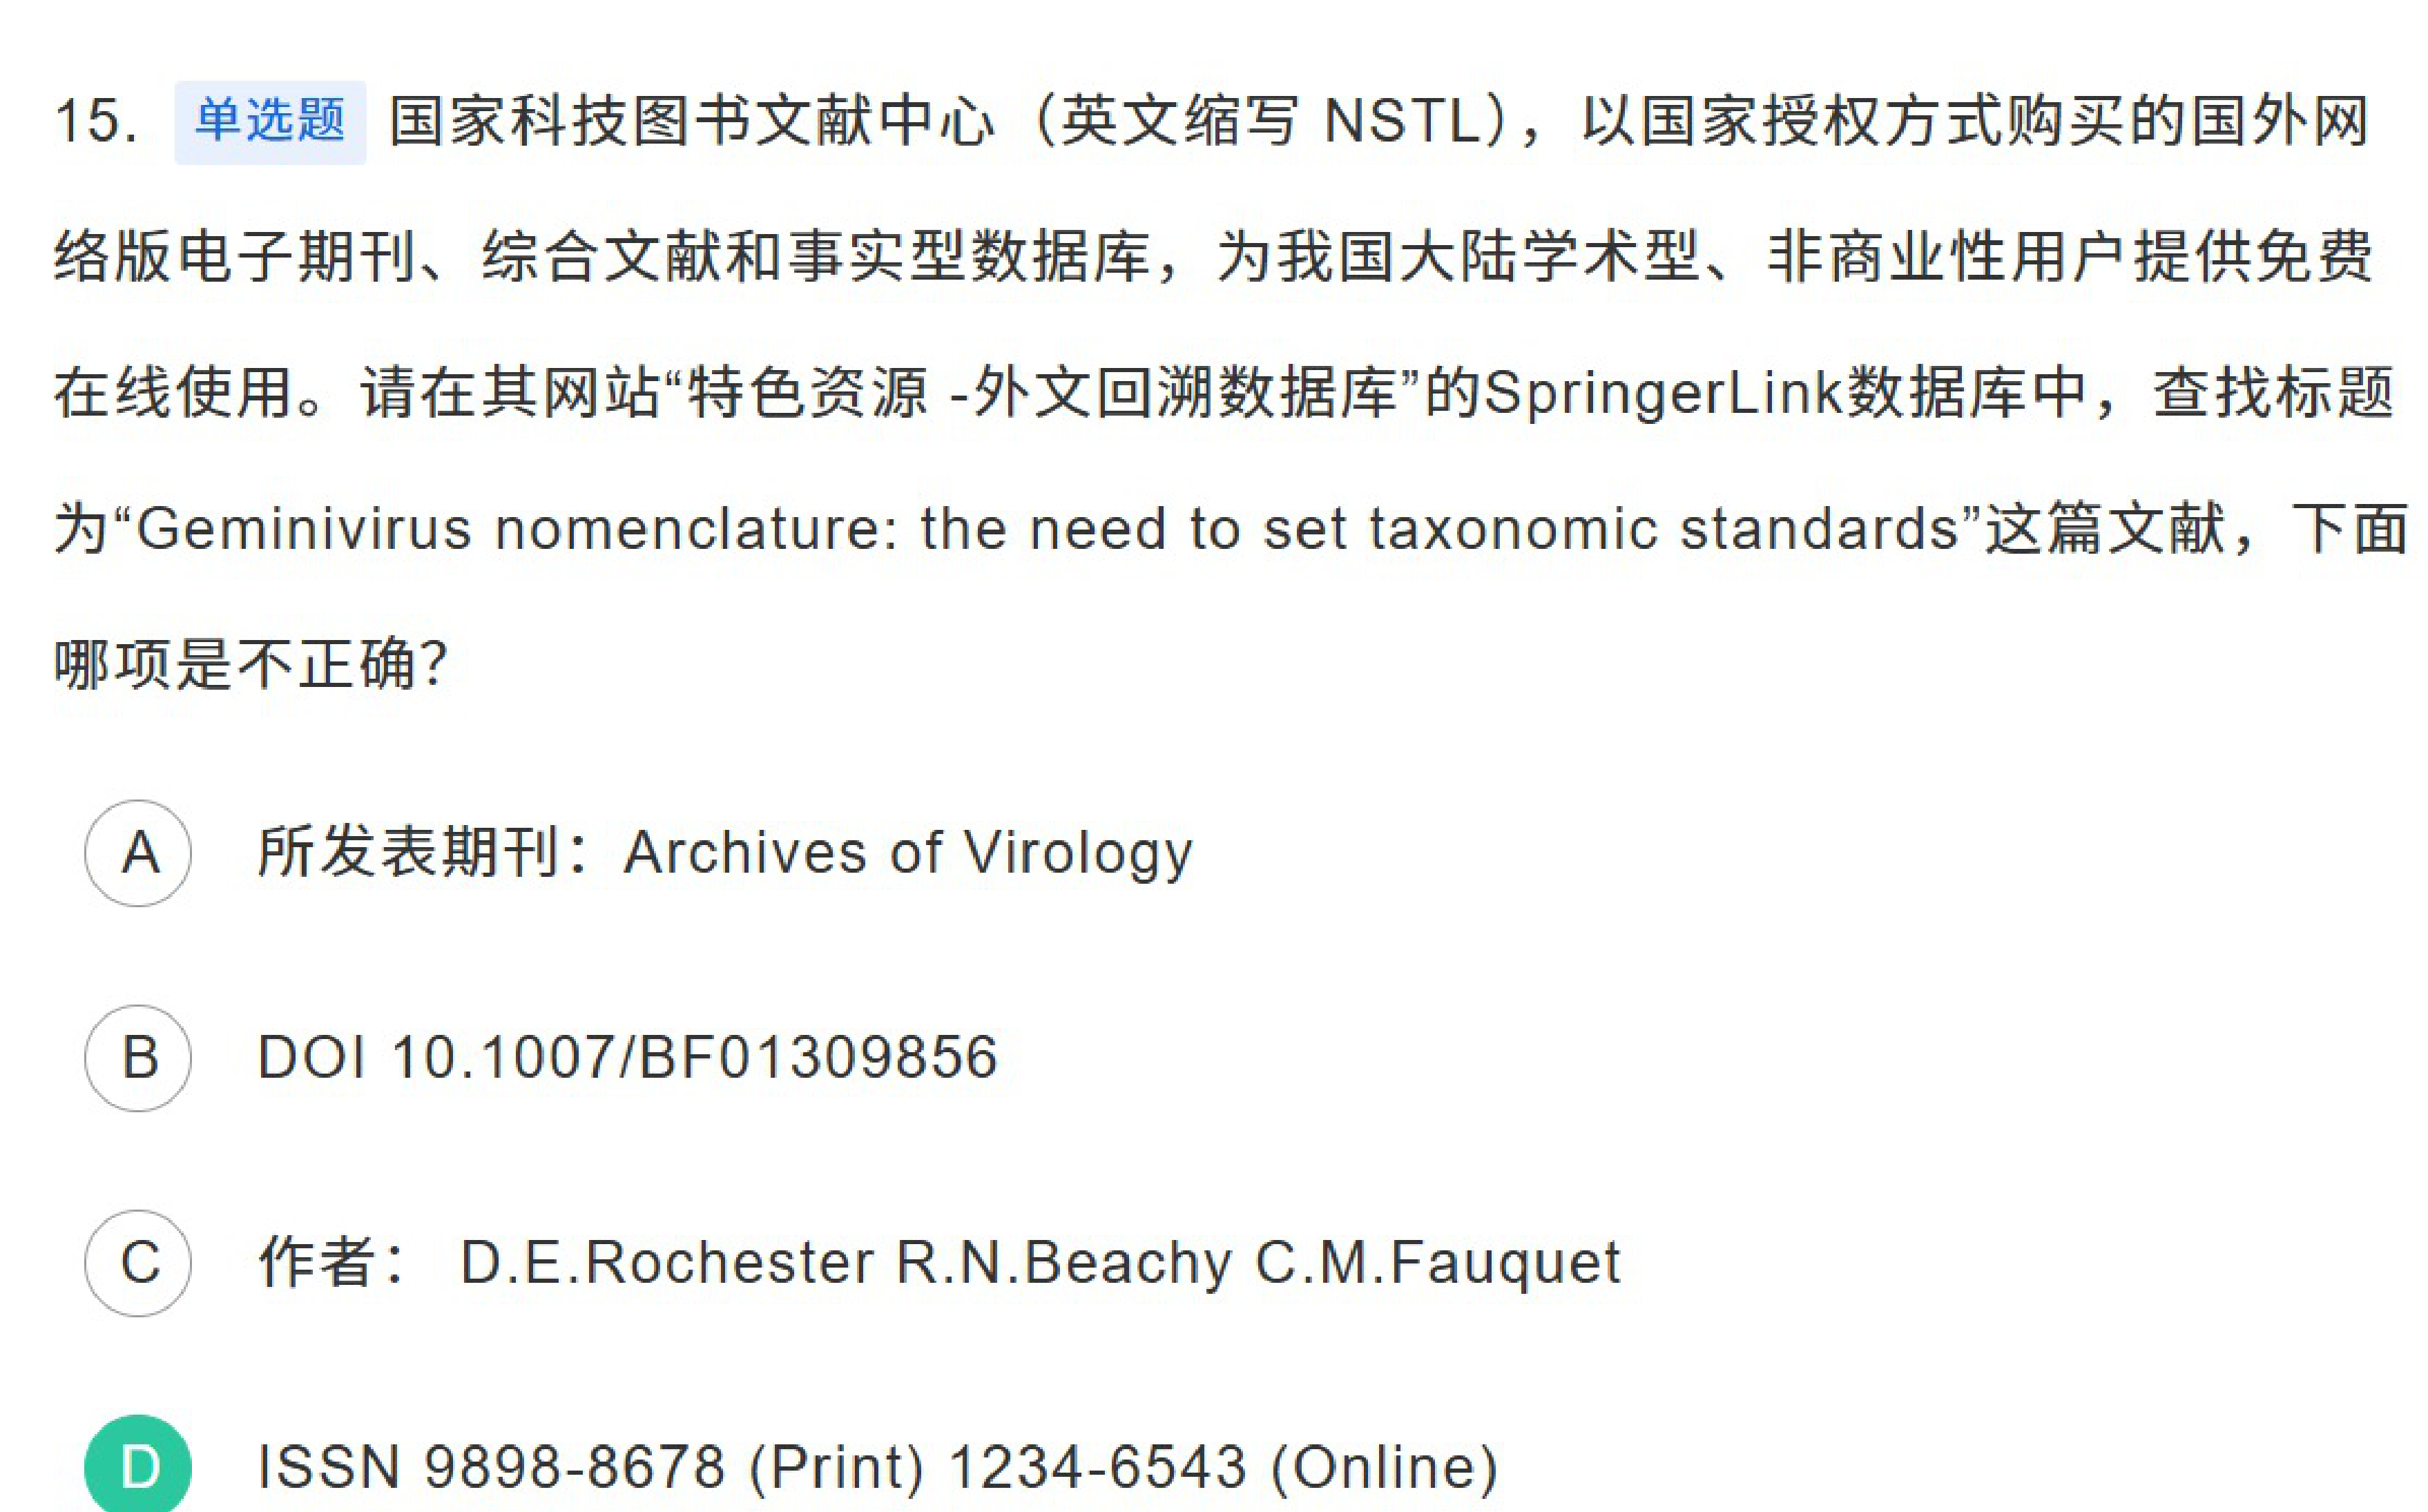 15. 单选题 国家科技图书文献中心（英文缩写 NSTL），以国家授权方式购买的国外网
络版电子期刊、综合文献和事实型数据库，为我国大陆学术型、非商业性用户提供免费
在线使用。请在其网站“特色资源 -外文回溯数据库”的SpringerLink数据库中，查找标题
为“Geminivirus nomenclature: the need to set taxonomic standards”这篇文献，下面
哪项是不正确？
A 所发表期刊：Archives of Virology
B DOI 10.1007/BF01309856
C 作者： D.E.Rochester R.N.Beachy C.M.Fauquet
D ISSN 9898-8678 (Print) 1234-6543 (Online)